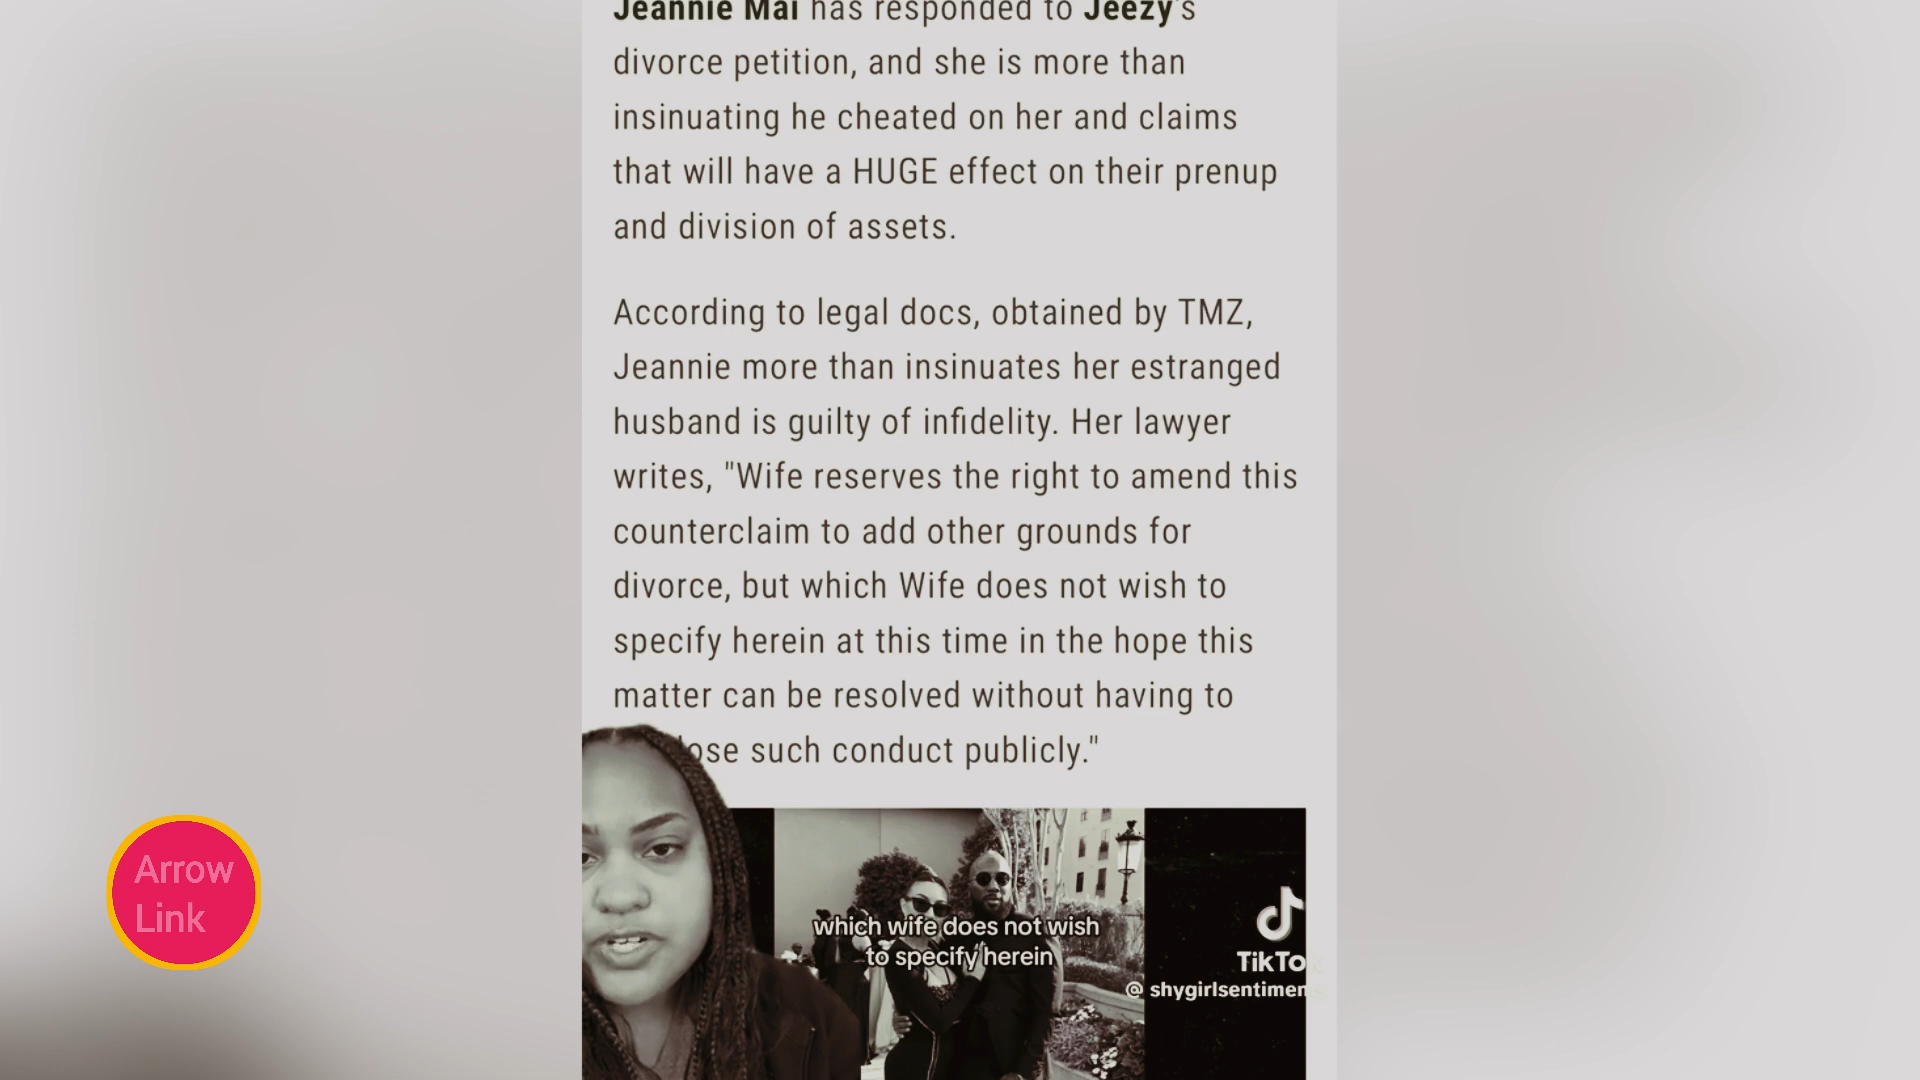 Jeannie Mai has responded to Jeezy's
divorce petition, and she is more than
insinuating he cheated on her and claims
that will have a HUGE effect on their prenup
and division of assets.
According to legal docs, obtained by TMZ,
Jeannie more than insinuates her estranged
husband is guilty of infidelity. Her lawyer
writes, "Wife reserves the right to amend this
counterclaim to add other grounds for
divorce, but which Wife does not wish to
specify herein at this time in the hope this
matter can be resolved without having to
ose such conduct publicly."
which wife does not wish
to specify herein
TikTo
@ shygirlsentimen
Arrow
Link